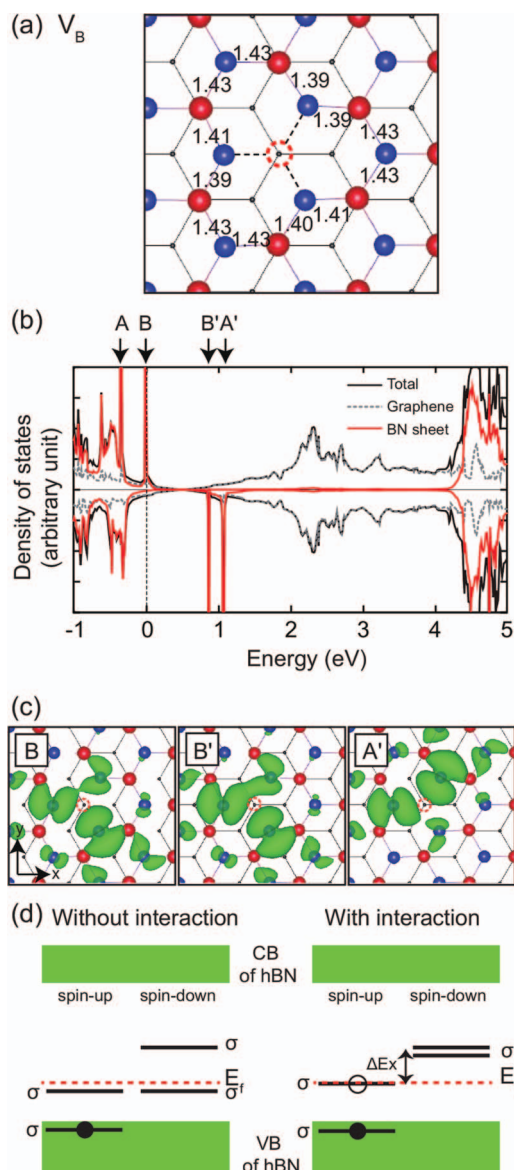 (a) V_B
1.43 1.43
1.43 1.39
1.39
1.41 1.43
1.39 1.43
1.43 1.40 1.41
1.43
(b) A B B' A'
Total
Graphene
BN sheet
Density of states
(arbitrary unit)
-1 0 1 2 3 4 5
Energy (eV)
(c)
B B' A'
y
x
(d) Without interaction With interaction
CB
of hBN
spin-up spin-down spin-up spin-down
σ σ
ΔEx
E E
σ σ^f σ
σ σ
VB
of hBN